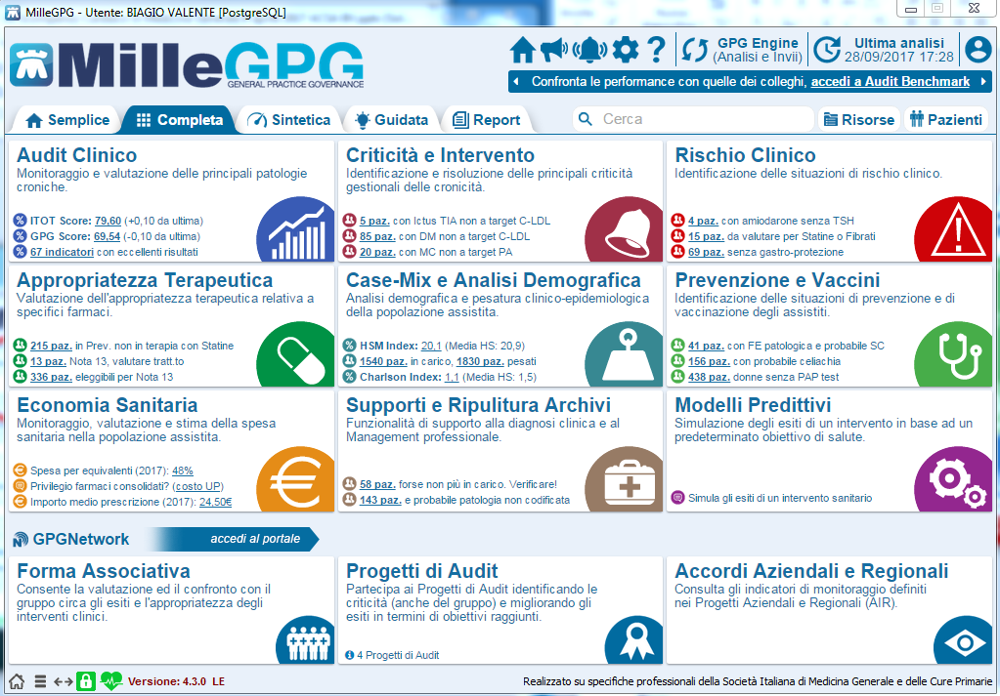 MilleGPG - Utente: BIAGIO VALENTE [PostgreSQL]
MilleGPG
GENERAL PRACTICE GOVERNANCE
GPG Engine
(Analisi e Invii)
Ultima analisi
28/09/2017 17:28
Confronta le performance con quelle dei colleghi, accedi a Audit Benchmark
Semplice
Completa
Sintetica
Guidata
Report
Cerca
Risorse
Pazienti
Audit Clinico
Monitoraggio e valutazione delle principali patologie
croniche.
ITOT Score: 79,60 (+0,10 da ultima)
GPG Score: 69,54 (-0,10 da ultima)
67 indicatori con eccellenti risultati
Criticità e Intervento
Identificazione e risoluzione delle principali criticità
gestionali delle cronicità.
5 paz. con Ictus TIA non a target C-LDL
85 paz. con DM non a target C-LDL
20 paz. con MC non a target PA
Rischio Clinico
Identificazione delle situazioni di rischio clinico.
4 paz. con amiodarone senza TSH
15 paz. da valutare per Statine o Fibrati
69 paz. senza gastro-protezione
Appropriatezza Terapeutica
Valutazione dell'appropriatezza terapeutica relativa a
specifici farmaci.
215 paz. in Prev. non in terapia con Statine
13 paz. Nota 13, valutare tratt.to
336 paz. eleggibili per Nota 13
Case-Mix e Analisi Demografica
Analisi demografica e pesatura clinico-epidemiologica
della popolazione assistita.
HSM Index: 20,1 (Media HS: 20,9)
1540 paz. in carico, 1830 paz. pesati
Charlson Index: 1,1 (Media HS: 1,5)
Prevenzione e Vaccini
Identificazione delle situazioni di prevenzione e di
vaccinazione degli assistiti.
41 paz. con FE patologica e probabile SC
156 paz. con probabile celiachia
438 paz. donne senza PAP test
Economia Sanitaria
Monitoraggio, valutazione e stima della spesa
sanitaria nella popolazione assistita.
Spesa per equivalenti (2017): 48%
Privilegio farmaci consolidati? (costo UP)
Importo medio prescrizione (2017): 24,50€
Supporti e Ripulitura Archivi
Funzionalità di supporto alla diagnosi clinica e al
Management professionale.
58 paz. forse non più in carico. Verificare!
143 paz. e probabile patologia non codificata
Modelli Predittivi
Simulazione degli esiti di un intervento in base ad un
predeterminato obiettivo di salute.
Simula gli esiti di un intervento sanitario
GPGNetwork
accedi al portale
Forma Associativa
Consente la valutazione ed il confronto con il
gruppo circa gli esiti e l'appropriatezza degli
interventi clinici.
Progetti di Audit
Partecipa ai Progetti di Audit identificando le
criticità (anche del gruppo) e migliorando gli
esiti in termini di obiettivi raggiunti.
4 Progetti di Audit
Accordi Aziendali e Regionali
Consulta gli indicatori di monitoraggio definiti
nei Progetti Aziendali e Regionali (AIR).
Versione: 4.3.0 LE
Realizzato su specifiche professionali della Società Italiana di Medicina Generale e delle Cure Primarie